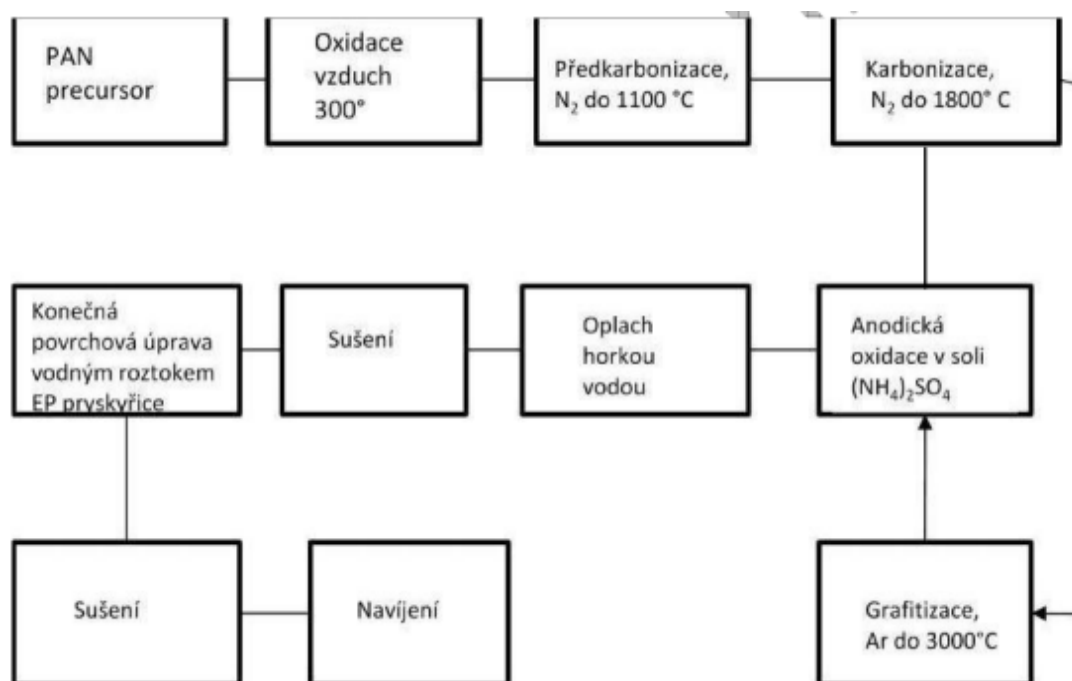 PAN
precursor
Oxidace
vzduch
300°
Předkarbonizace,
N₂ do 1100 °C
Karbonizace,
N₂ do 1800° C
Konečná
povrchová úprava
vodným roztokem
EP pryskyřice
Sušení
Oplach
horkou
vodou
Anodická
oxidace v soli
(NH₄)₂SO₄
Sušení
Navíjení
Grafitizace,
Ar do 3000°C